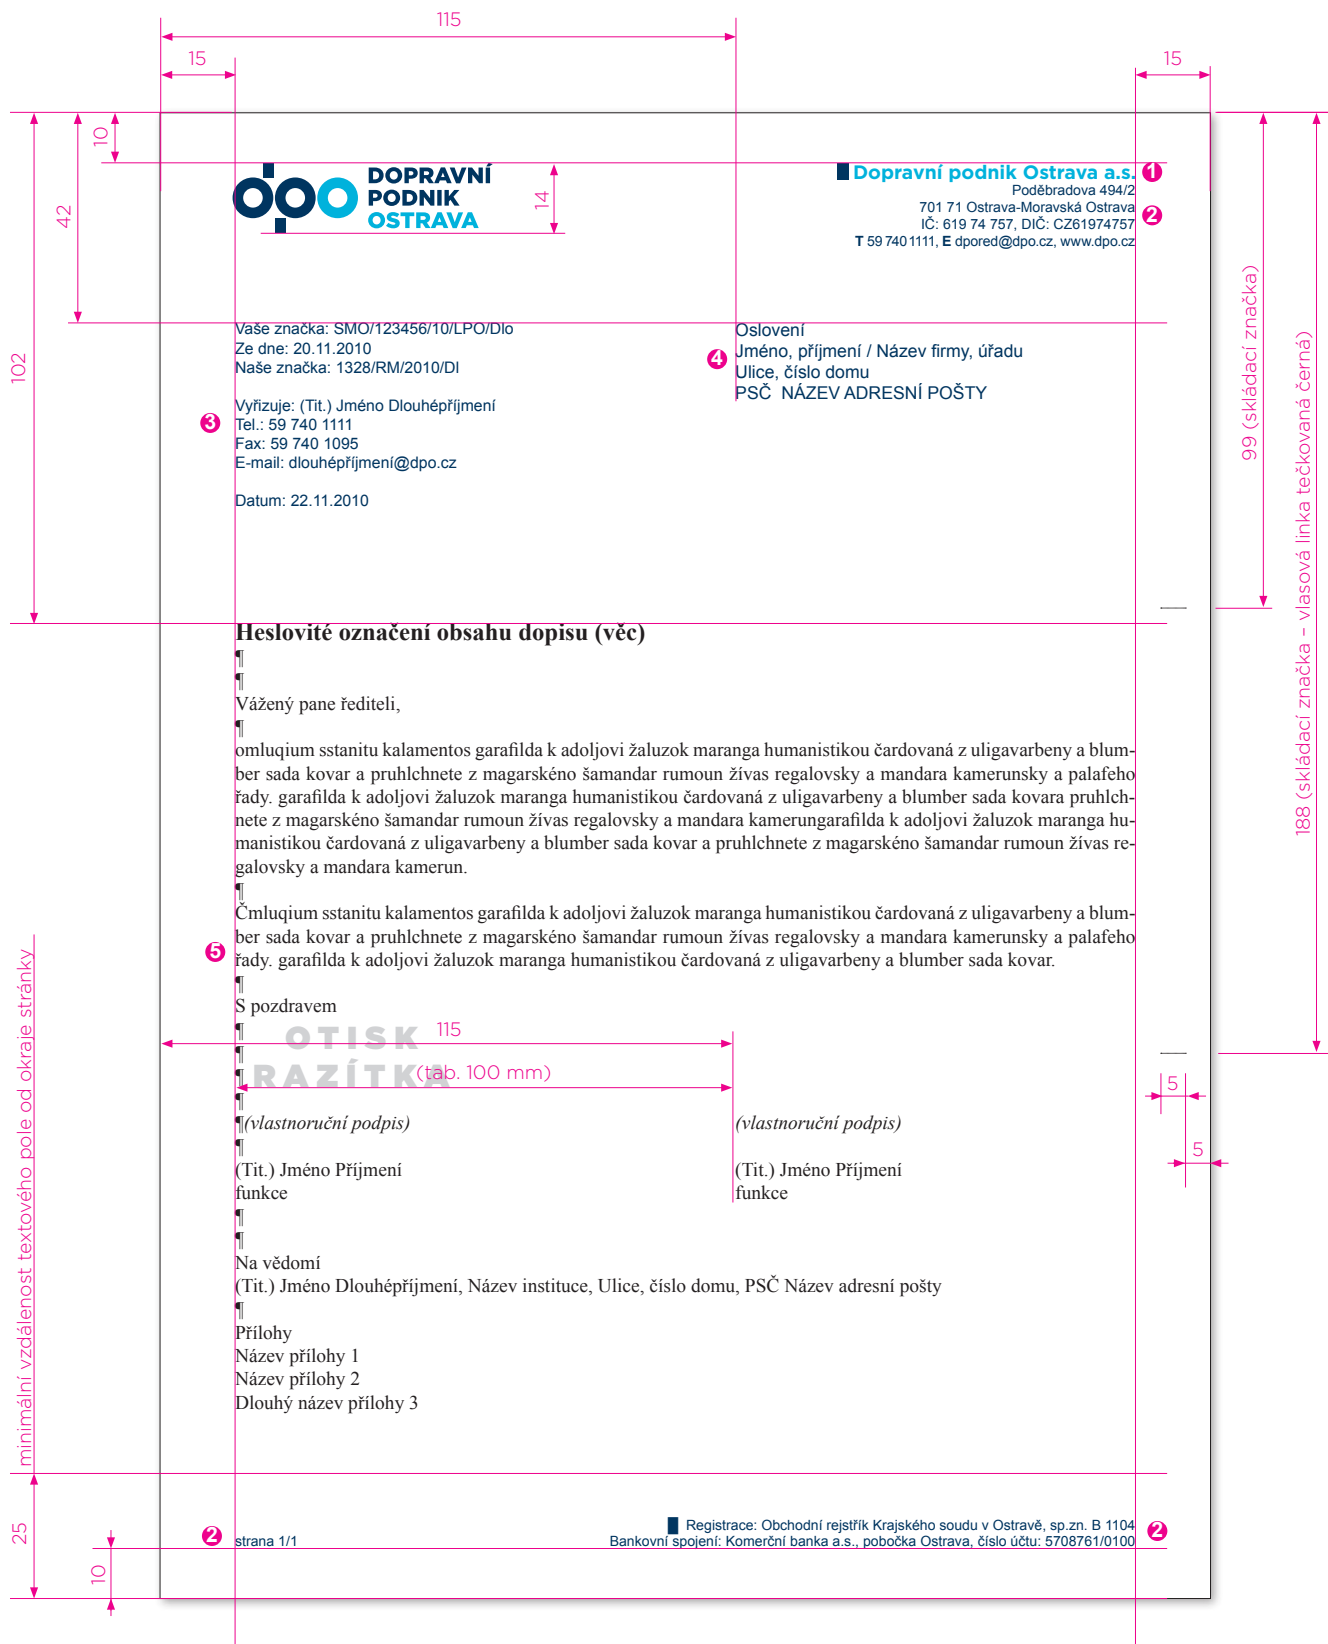 115
15
15
10
42
102
14
dpo DOPRAVNÍ
PODNIK
OSTRAVA
Dopravní podnik Ostrava a.s. 1
Poděbradova 494/2
701 71 Ostrava-Moravská Ostrava 2
IČ: 619 74 757, DIČ: CZ61974757
T 59 740 1111, E dpored@dpo.cz, www.dpo.cz
99 (skládací značka)
188 (skládací značka – vlasová linka tečkovaná černá)
Vaše značka: SMO/123456/10/LPO/Dlo
Ze dne: 20.11.2010
Naše značka: 1328/RM/2010/Dl
Vyřizuje: (Tit.) Jméno Dlouhépříjmení
3 Tel.: 59 740 1111
Fax: 59 740 1095
E-mail: dlouhépříjmení@dpo.cz
Datum: 22.11.2010
Oslovení
4 Jméno, příjmení / Název firmy, úřadu
Ulice, číslo domu
PSČ NÁZEV ADRESNÍ POŠTY
Heslovité označení obsahu dopisu (věc)
¶
¶
Vážený pane řediteli,
¶
omluqium sstanitu kalamentos garafilda k adoljovi žaluzok maranga humanistikou čardovaná z uligavarbeny a blum-
ber sada kovar a pruhlchnete z magarskéno šamandar rumoun žívas regalovsky a mandara kamerunsky a palafeho
řady. garafilda k adoljovi žaluzok maranga humanistikou čardovaná z uligavarbeny a blumber sada kovara pruhlch-
nete z magarskéno šamandar rumoun žívas regalovsky a mandara kamerungarafilda k adoljovi žaluzok maranga hu-
manistikou čardovaná z uligavarbeny a blumber sada kovar a pruhlchnete z magarskéno šamandar rumoun žívas re-
galovsky a mandara kamerun.
¶
Čmluqium sstanitu kalamentos garafilda k adoljovi žaluzok maranga humanistikou čardovaná z uligavarbeny a blum-
ber sada kovar a pruhlchnete z magarskéno šamandar rumoun žívas regalovsky a mandara kamerunsky a palafeho
5 řady. garafilda k adoljovi žaluzok maranga humanistikou čardovaná z uligavarbeny a blumber sada kovar.
¶
S pozdravem
¶
OTISK
115
¶
RAZÍTKA
¶
(tab. 100 mm)
¶
5
5
¶(vlastnoruční podpis) (vlastnoruční podpis)
¶
(Tit.) Jméno Příjmení (Tit.) Jméno Příjmení
funkce funkce
¶
¶
Na vědomí
(Tit.) Jméno Dlouhépříjmení, Název instituce, Ulice, číslo domu, PSČ Název adresní pošty
¶
Přílohy
Název přílohy 1
Název přílohy 2
Dlouhý název přílohy 3
minimální vzdálenost textového pole od okraje stránky
25
10
2 strana 1/1
Registrace: Obchodní rejstřík Krajského soudu v Ostravě, sp.zn. B 1104 2
Bankovní spojení: Komerční banka a.s., pobočka Ostrava, číslo účtu: 5708761/0100